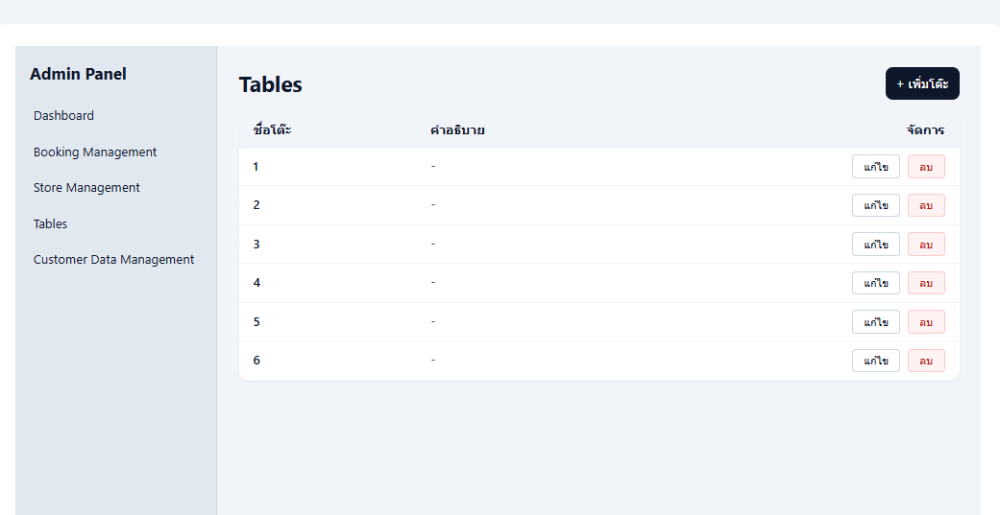 Admin Panel
Dashboard
Booking Management
Store Management
Tables
Customer Data Management
Tables
+ เพิ่มโต๊ะ
ชื่อโต๊ะ คำอธิบาย จัดการ
1 - แก้ไข ลบ
2 - แก้ไข ลบ
3 - แก้ไข ลบ
4 - แก้ไข ลบ
5 - แก้ไข ลบ
6 - แก้ไข ลบ